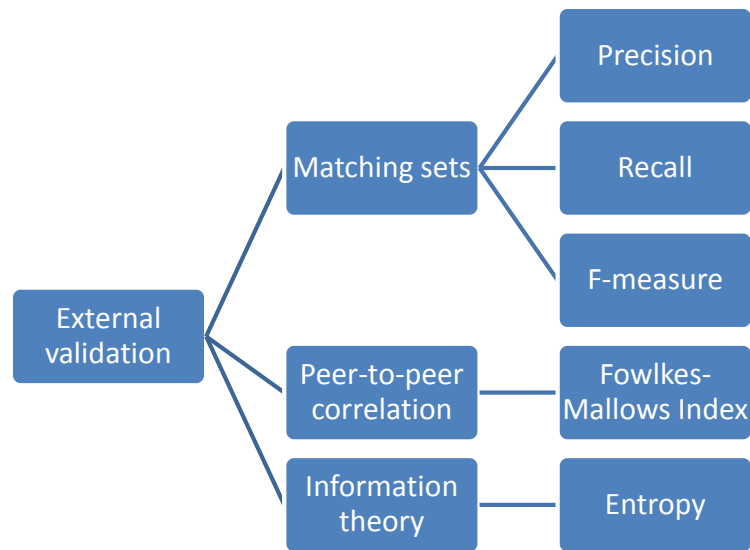 External
validation
Matching sets
Precision
Recall
F-measure
Peer-to-peer
correlation
Fowlkes-
Mallows Index
Information
theory
Entropy